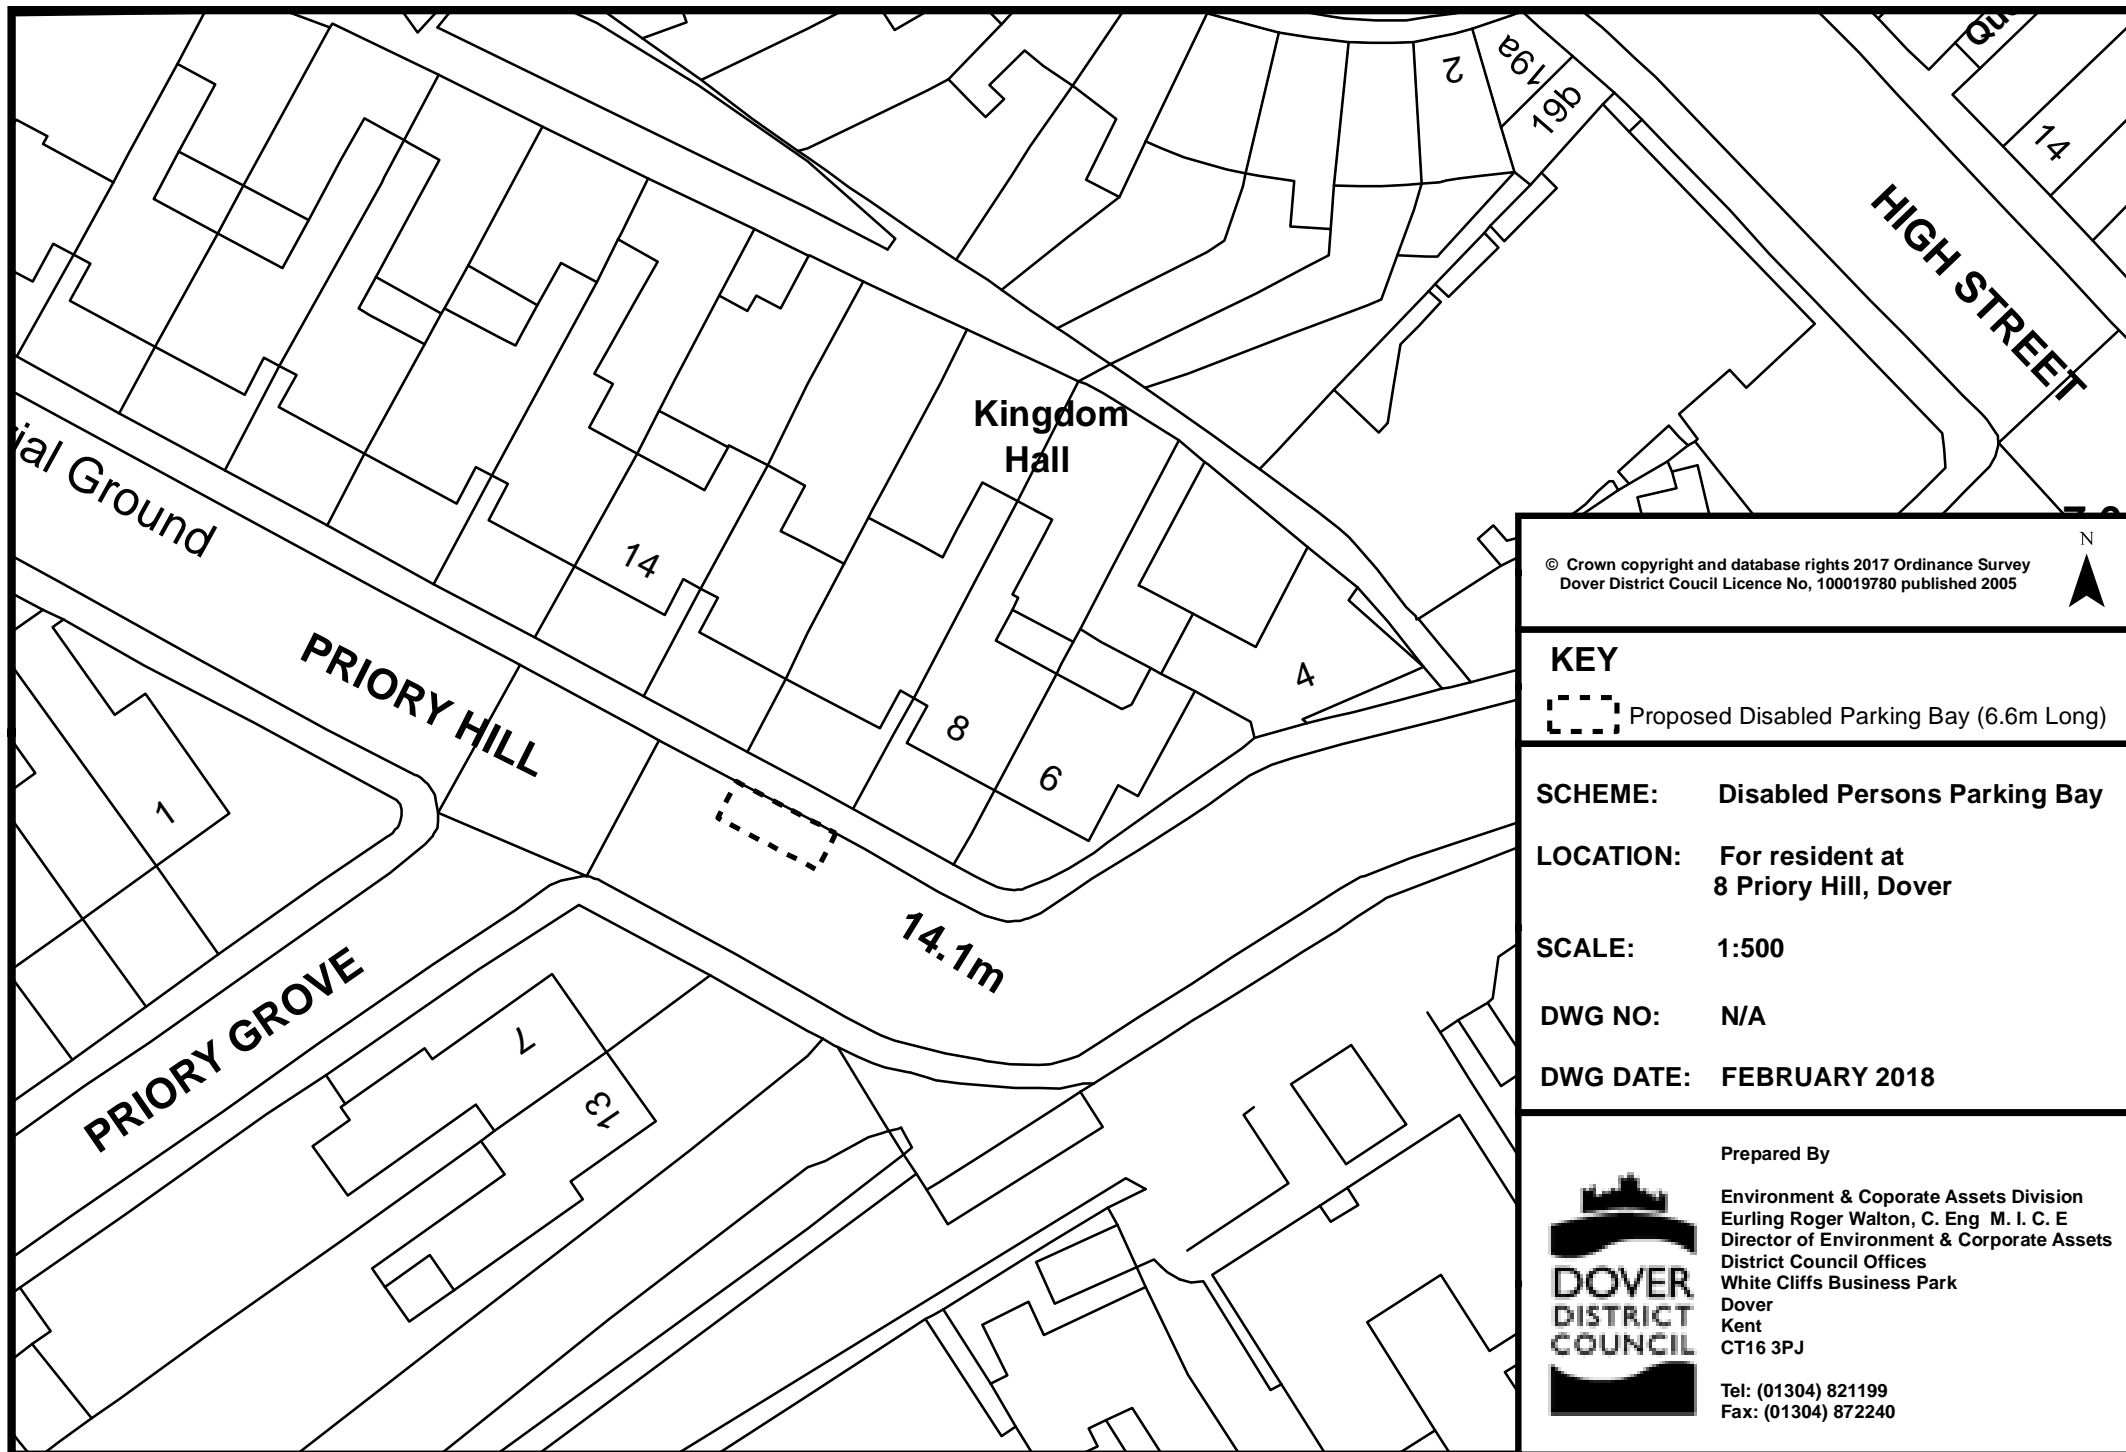 2
19a
19b
14
HIGH STREET
Kingdom
Hall
ial Ground
14
PRIORY HILL
8
6
4
1
14.1m
PRIORY GROVE
7
13
© Crown copyright and database rights 2017 Ordinance Survey
Dover District Coucil Licence No, 100019780 published 2005
N
KEY
Proposed Disabled Parking Bay (6.6m Long)
SCHEME: Disabled Persons Parking Bay
LOCATION: For resident at
8 Priory Hill, Dover
SCALE: 1:500
DWG NO: N/A
DWG DATE: FEBRUARY 2018
Prepared By
Environment & Coporate Assets Division
Eurling Roger Walton, C. Eng M. I. C. E
Director of Environment & Corporate Assets
District Council Offices
White Cliffs Business Park
Dover
Kent
CT16 3PJ
Tel: (01304) 821199
Fax: (01304) 872240
DOVER
DISTRICT
COUNCIL